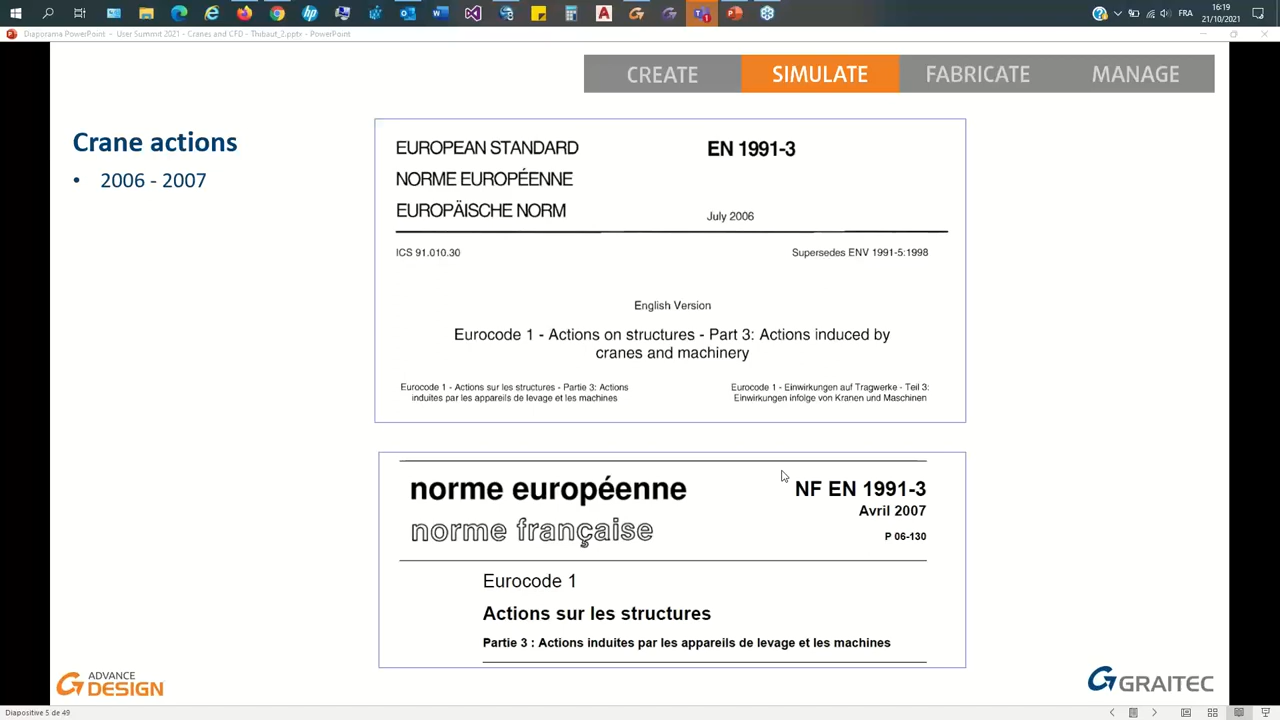 16:19
FRA
21/10/2021
Diaporama PowerPoint - User Summit 2021 - Cranes and CFD - Thibaut_2.pptx - PowerPoint
CREATE SIMULATE FABRICATE MANAGE
Crane actions
• 2006 - 2007
EUROPEAN STANDARD
EN 1991-3
NORME EUROPÉENNE
EUROPÄISCHE NORM
July 2006
ICS 91.010.30
Supersedes ENV 1991-5:1998
English Version
Eurocode 1 - Actions on structures - Part 3: Actions induced by
cranes and machinery
Eurocode 1 - Actions sur les structures - Partie 3: Actions
induites par les appareils de levage et les machines
Eurocode 1 - Einwirkungen auf Tragwerke - Teil 3:
Einwirkungen infolge von Kranen und Maschinen
norme européenne
NF EN 1991-3
Avril 2007
norme française
P 06-130
Eurocode 1
Actions sur les structures
Partie 3 : Actions induites par les appareils de levage et les machines
ADVANCE
DESIGN
GRAITEC
Diapositive 5 de 49